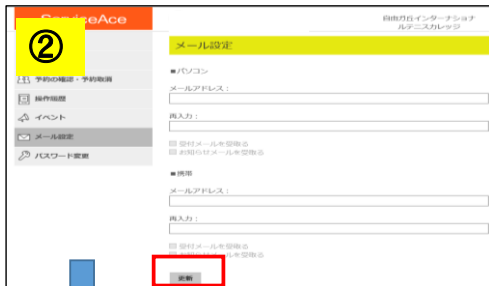 ServiceAce
自由が丘インターナショナ
ルテニスカレッジ
②
メール設定
予約の確認・予約取消
操作履歴
イベント
メール設定
パスワード変更
■パソコン
メールアドレス：
再入力：
受付メールを受取る
お知らせメールを受取る
■携帯
メールアドレス：
再入力：
受付メールを受取る
お知らせメールを受取る
更新